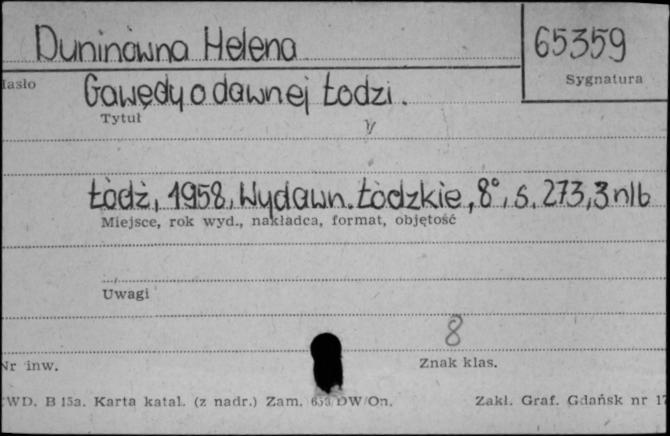 Duninówna Helena
65359
Hasło
Sygnatura
Gawędy o dawnej Łodzi.
Tytuł
Łódź, 1958, Wydawn. Łódzkie, 8°, s. 273, 3 nlb
Miejsce, rok wyd., nakładca, format, objętość
Uwagi
8
Nr inw.
Znak klas.
WD. B 15a. Karta katal. (z nadr.) Zam. 653/DW/On.
Zakł. Graf. Gdańsk nr 17